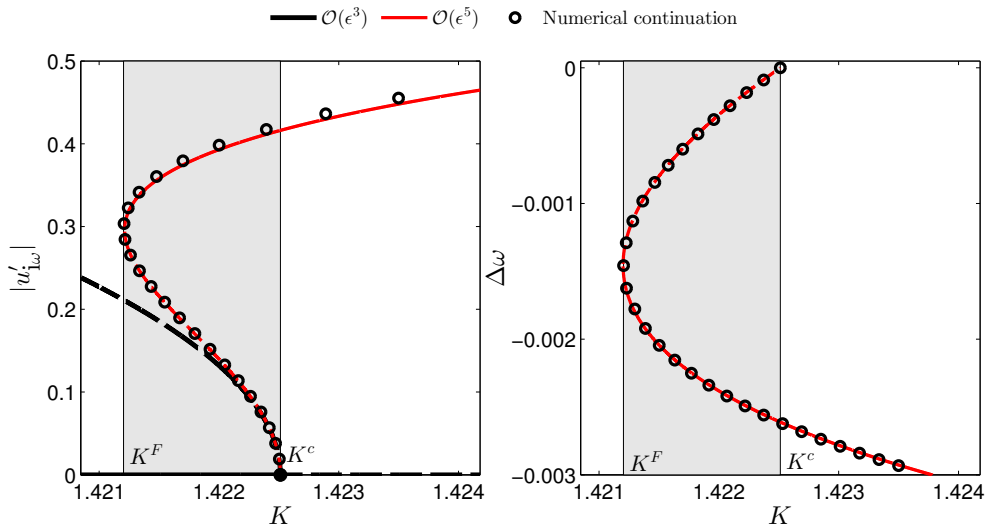 O(ϵ³) O(ϵ⁵) Numerical continuation
0.5
0.4
0.3
0.2
0.1
0
|u′₁ω|
K^F
K^c
1.421 1.422 1.423 1.424
K
0
−0.001
−0.002
−0.003
Δω
K^F
K^c
1.421 1.422 1.423 1.424
K